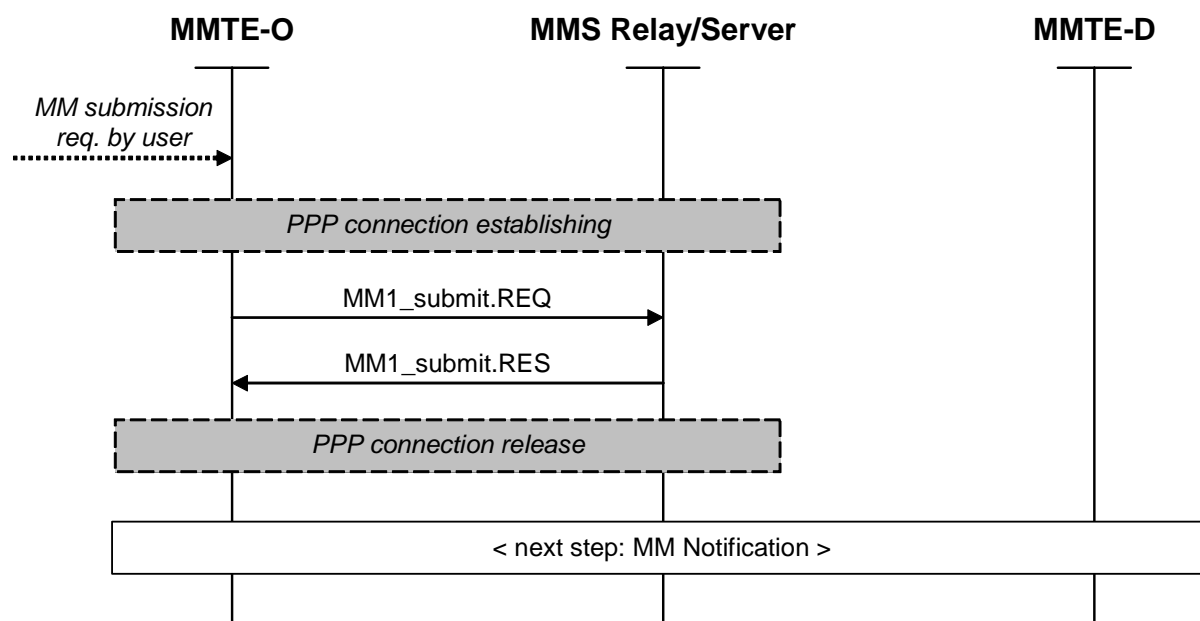 MMTE-O
MMS Relay/Server
MMTE-D
MM submission
req. by user
PPP connection establishing
MM1_submit.REQ
MM1_submit.RES
PPP connection release
< next step: MM Notification >